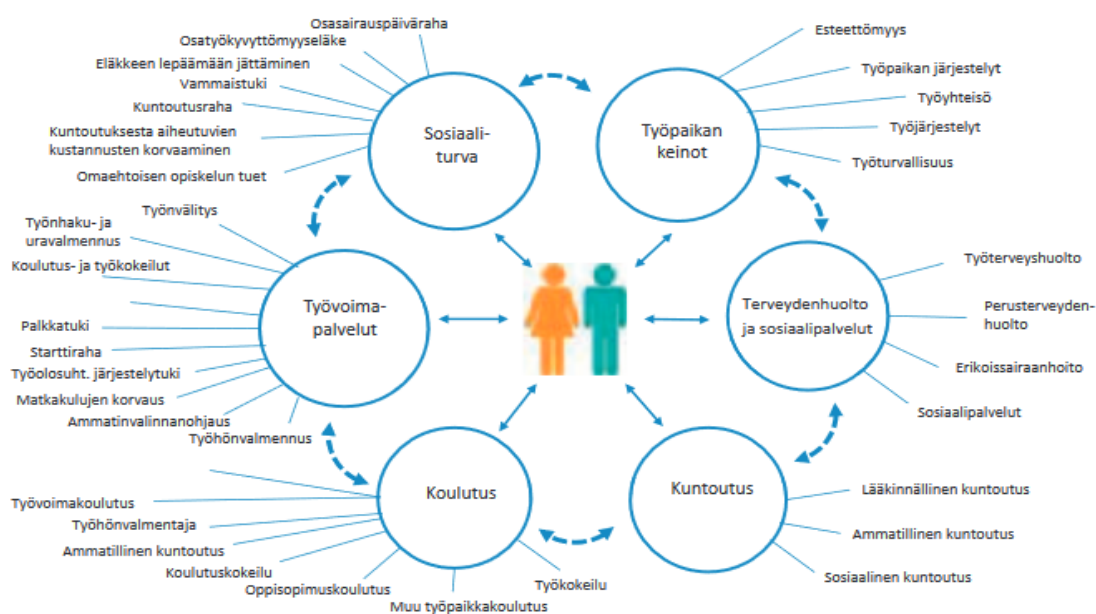 Osasairauspäiväraha
Osatyökyvyttömyyseläke
Eläkkeen lepäämään jättäminen
Vammaistuki
Kuntoutusraha
Kuntoutuksesta aiheutuvien
kustannusten korvaaminen
Omaehtoisen opiskelun tuet
Sosiaali-
turva
Työpaikan
keinot
Esteettömyys
Työpaikan järjestelyt
Työyhteisö
Työjärjestelyt
Työturvallisuus
Työnvälitys
Työnhaku- ja
uravalmennus
Koulutus- ja työkokeilut
Palkkatuki
Starttiraha
Työolosuht. järjestelytuki
Matkakulujen korvaus
Ammatinvalinnanohjaus
Työhönvalmennus
Työvoima-
palvelut
Terveydenhuolto
ja sosiaalipalvelut
Työterveyshuolto
Perusterveyden-
huolto
Erikoissairaanhoito
Sosiaalipalvelut
Koulutus
Työvoimakoulutus
Työhönvalmentaja
Ammatillinen kuntoutus
Koulutuskokeilu
Oppisopimuskoulutus
Muu työpaikkakoulutus
Työkokeilu
Kuntoutus
Lääkinnällinen kuntoutus
Ammatillinen kuntoutus
Sosiaalinen kuntoutus